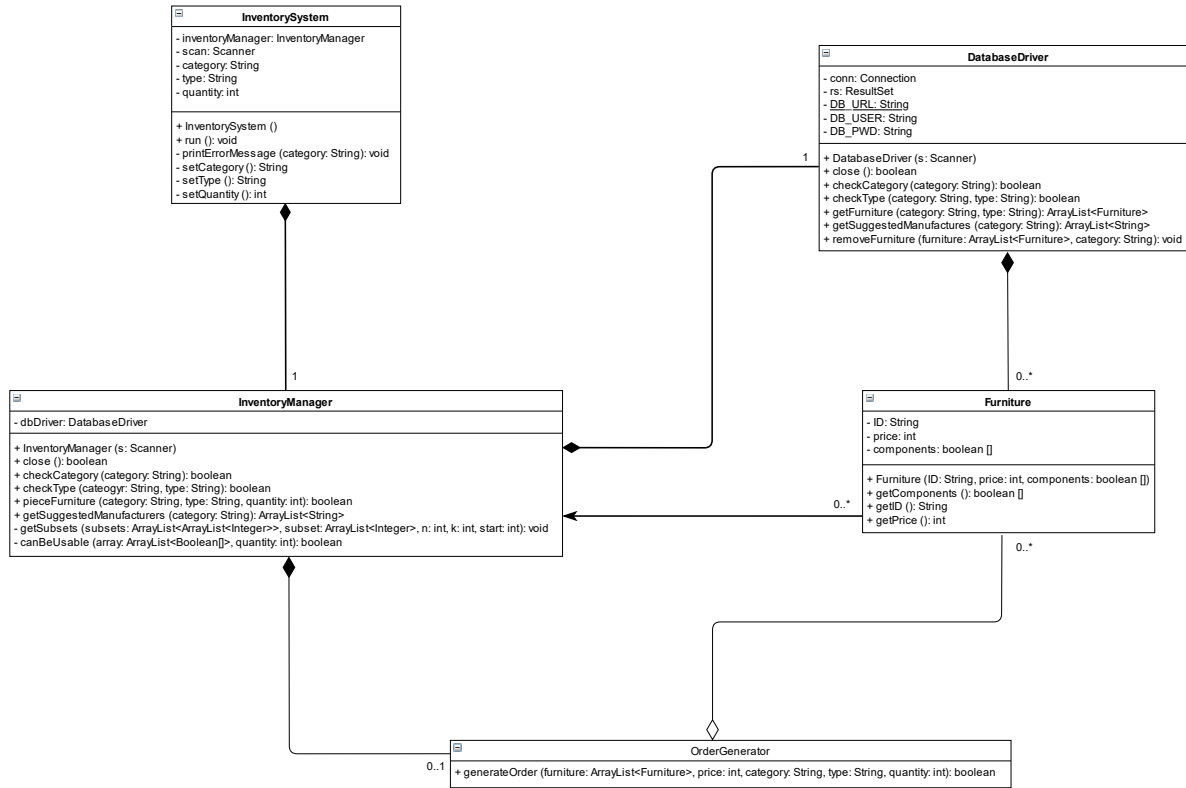 InventorySystem
- inventoryManager: InventoryManager
- scan: Scanner
- category: String
- type: String
- quantity: int
+ InventorySystem ()
+ run (): void
- printErrorMessage (category: String): void
- setCategory (): String
- setType (): String
- setQuantity (): int
DatabaseDriver
- conn: Connection
- rs: ResultSet
- DB_URL: String
- DB_USER: String
- DB_PWD: String
+ DatabaseDriver (s: Scanner)
+ close (): boolean
+ checkCategory (category: String): boolean
+ checkType (category: String, type: String): boolean
+ getFurniture (category: String, type: String): ArrayList<Furniture>
+ getSuggestedManufactures (category: String): ArrayList<String>
+ removeFurniture (furniture: ArrayList<Furniture>, category: String): void
1
1
0..*
InventoryManager
- dbDriver: DatabaseDriver
+ InventoryManager (s: Scanner)
+ close (): boolean
+ checkCategory (category: String): boolean
+ checkType (cateogyr: String, type: String): boolean
+ pieceFurniture (category: String, type: String, quantity: int): boolean
+ getSuggestedManufacturers (category: String): ArrayList<String>
- getSubsets (subsets: ArrayList<ArrayList<Integer>>, subset: ArrayList<Integer>, n: int, k: int, start: int): void
- canBeUsable (array: ArrayList<Boolean[]>, quantity: int): boolean
Furniture
- ID: String
- price: int
- components: boolean []
+ Furniture (ID: String, price: int, components: boolean [])
+ getComponents (): boolean []
+ getID (): String
+ getPrice (): int
0..*
0..*
0..1
OrderGenerator
+ generateOrder (furniture: ArrayList<Furniture>, price: int, category: String, type: String, quantity: int): boolean